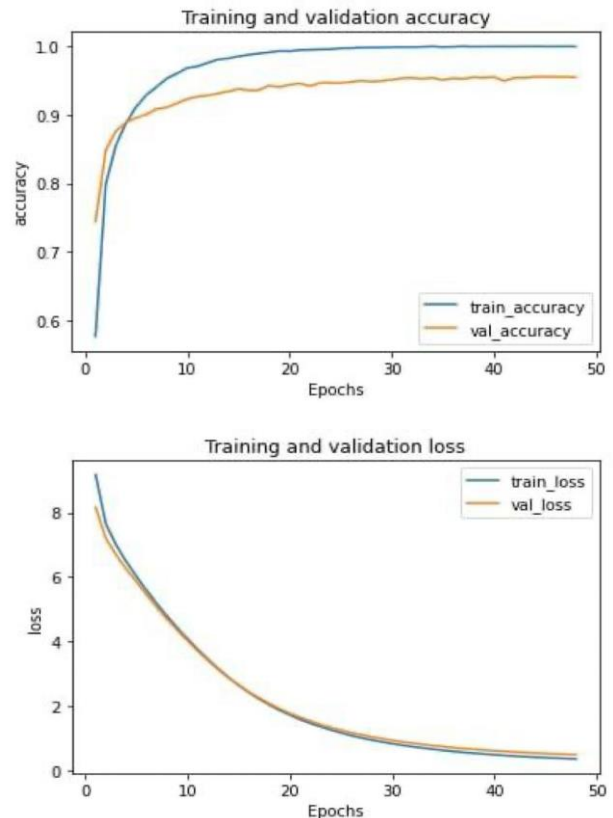 Training and validation accuracy
1.0
0.9
0.8
0.7
0.6
accuracy
train_accuracy
val_accuracy
0 10 20 30 40 50
Epochs
Training and validation loss
train_loss
val_loss
8
6
4
2
0
loss
0 10 20 30 40 50
Epochs